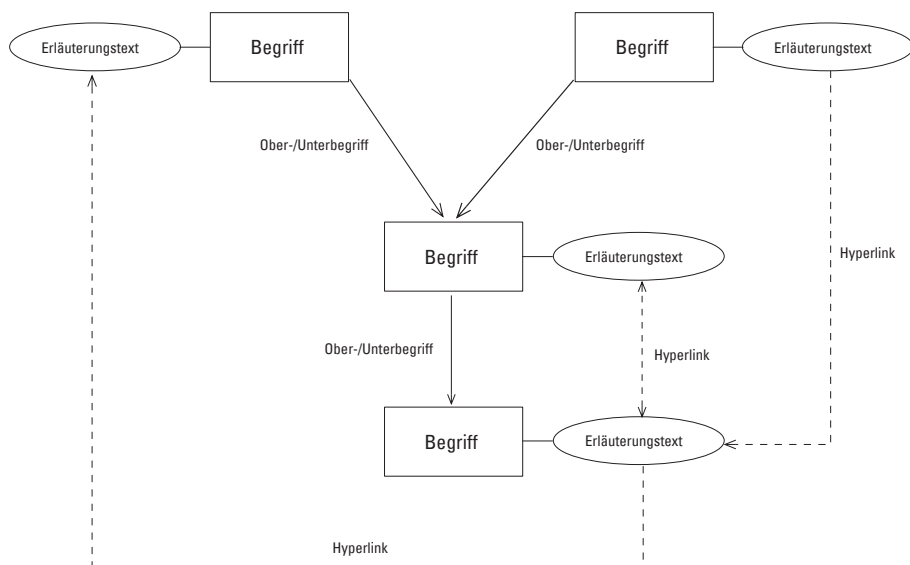 Erläuterungstext
Begriff
Begriff
Erläuterungstext
Ober-/Unterbegriff
Ober-/Unterbegriff
Begriff
Erläuterungstext
Hyperlink
Ober-/Unterbegriff
Hyperlink
Begriff
Erläuterungstext
Hyperlink